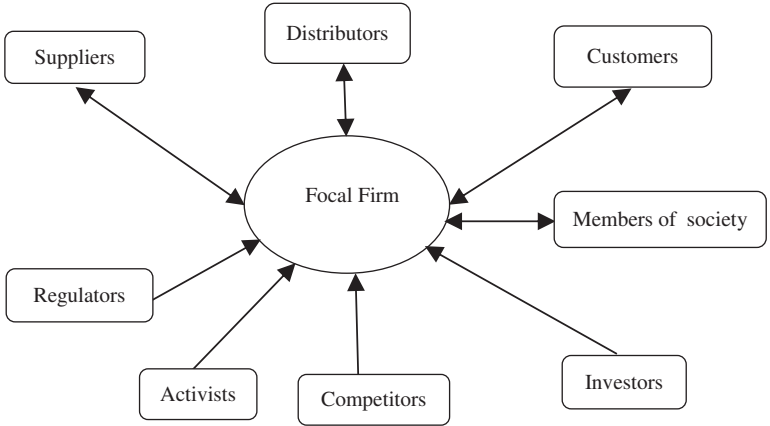 Distributors
Suppliers
Customers
Focal Firm
Members of society
Regulators
Activists
Competitors
Investors